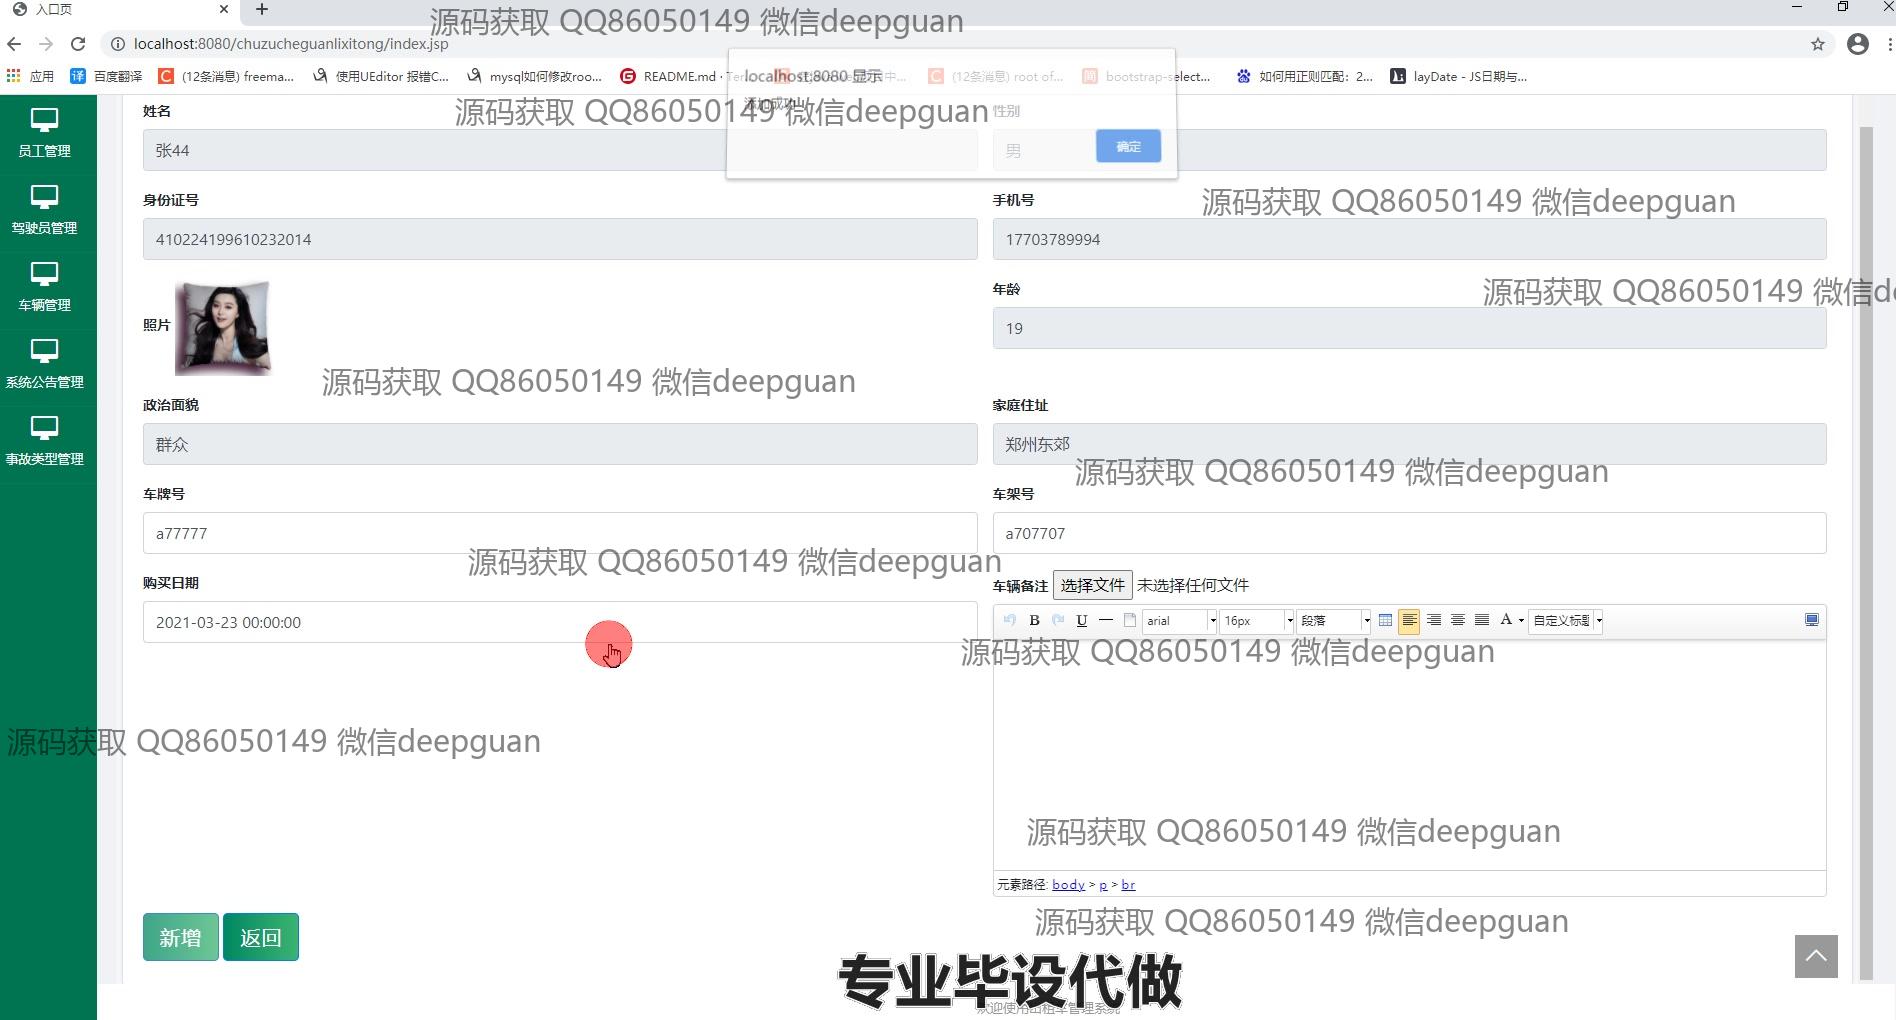 入口页
源码获取 QQ86050149 微信deepguan
localhost:8080/chuzucheguanlixitong/index.jsp
应用
百度翻译
(12条消息) freema...
使用UEditor 报错C...
mysql如何修改roo...
README.md · Ter
(12条消息) root of...
bootstrap-select...
如何用正则匹配：2...
layDate - JS日期与...
localhost:8080 显示
添加成功
源码获取 QQ86050149 微信deepguan
确定
员工管理
驾驶员管理
车辆管理
系统公告管理
事故类型管理
姓名
性别
张44
男
身份证号
手机号
源码获取 QQ86050149 微信deepguan
410224199610232014
17703789994
照片
年龄
源码获取 QQ86050149 微信de
19
源码获取 QQ86050149 微信deepguan
政治面貌
家庭住址
群众
郑州东郊
源码获取 QQ86050149 微信deepguan
车牌号
车架号
a77777
a707707
源码获取 QQ86050149 微信deepguan
购买日期
车辆备注 选择文件 未选择任何文件
2021-03-23 00:00:00
B U arial 16px 段落 A 自定义标题
源码获取 QQ86050149 微信deepguan
源码获取 QQ86050149 微信deepguan
源码获取 QQ86050149 微信deepguan
元素路径: body > p > br
源码获取 QQ86050149 微信deepguan
新增 返回
专业毕设代做
欢迎使用出租车管理系统